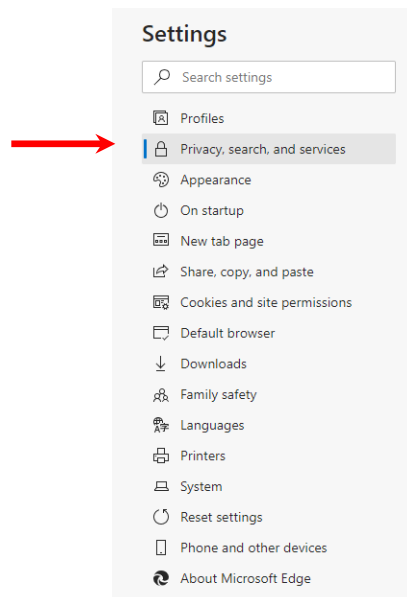 Settings
Search settings
Profiles
Privacy, search, and services
Appearance
On startup
New tab page
Share, copy, and paste
Cookies and site permissions
Default browser
Downloads
Family safety
Languages
Printers
System
Reset settings
Phone and other devices
About Microsoft Edge